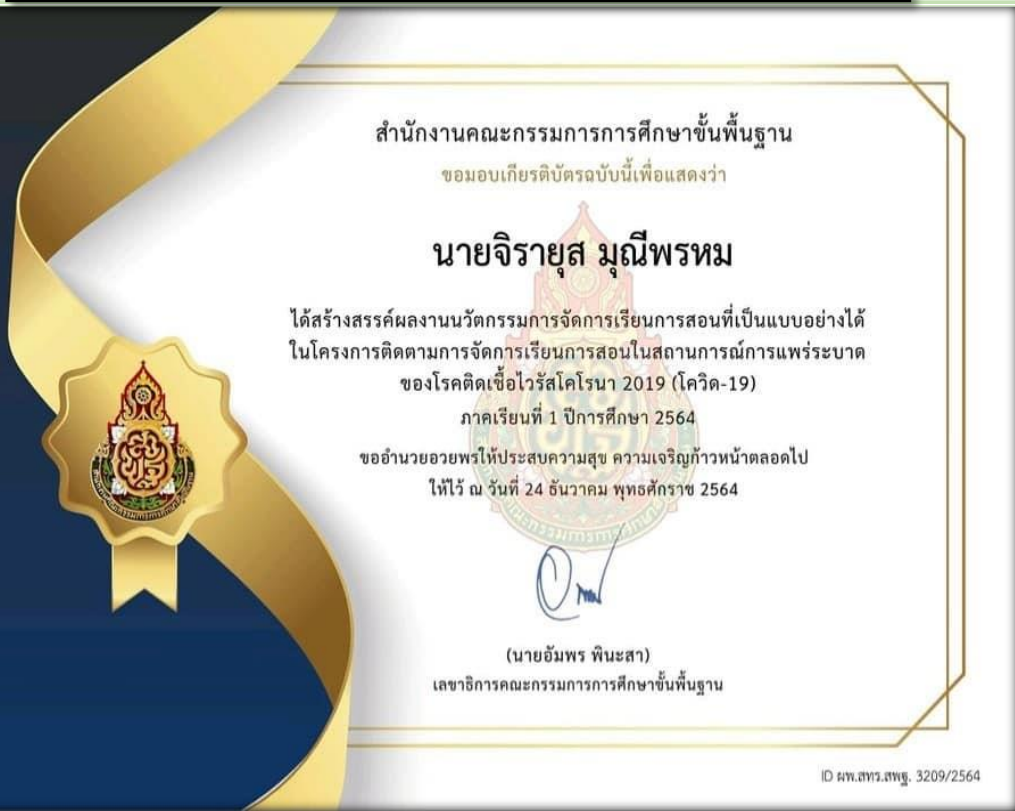 สำนักงานคณะกรรมการการศึกษาขั้นพื้นฐาน
ขอมอบเกียรติบัตรฉบับนี้เพื่อแสดงว่า
นายจิรายุส มุณีพรหม
ได้สร้างสรรค์ผลงานนวัตกรรมการจัดการเรียนการสอนที่เป็นแบบอย่างได้
ในโครงการติดตามการจัดการเรียนการสอนในสถานการณ์การแพร่ระบาด
ของโรคติดเชื้อไวรัสโคโรนา 2019 (โควิด-19)
ภาคเรียนที่ 1 ปีการศึกษา 2564
ขออำนวยอวยพรให้ประสบความสุข ความเจริญก้าวหน้าตลอดไป
ให้ไว้ ณ วันที่ 24 ธันวาคม พุทธศักราช 2564
(นายอัมพร พินะสา)
เลขาธิการคณะกรรมการการศึกษาขั้นพื้นฐาน
ID ผพ.สทร.สพฐ. 3209/2564